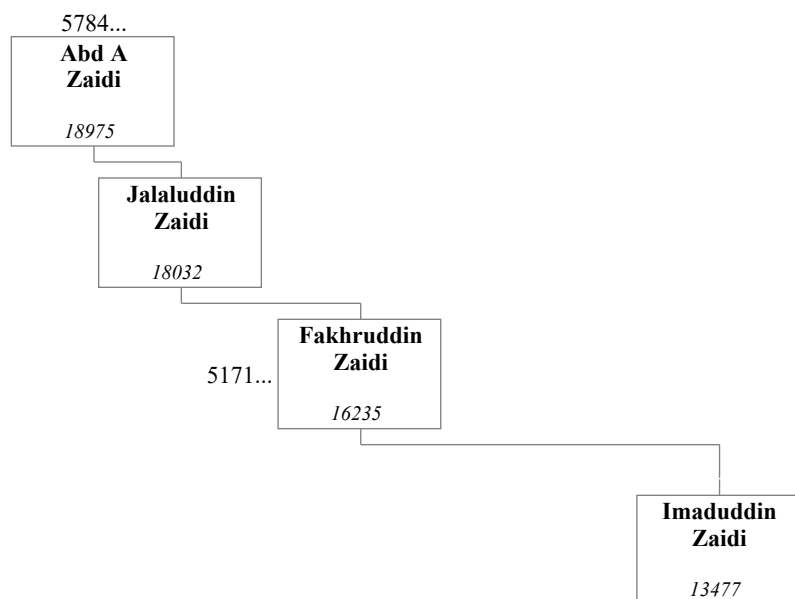 5784...
Abd A
Zaidi
18975
Jalaluddin
Zaidi
18032
Fakhruddin
Zaidi
5171...
16235
Imaduddin
Zaidi
13477